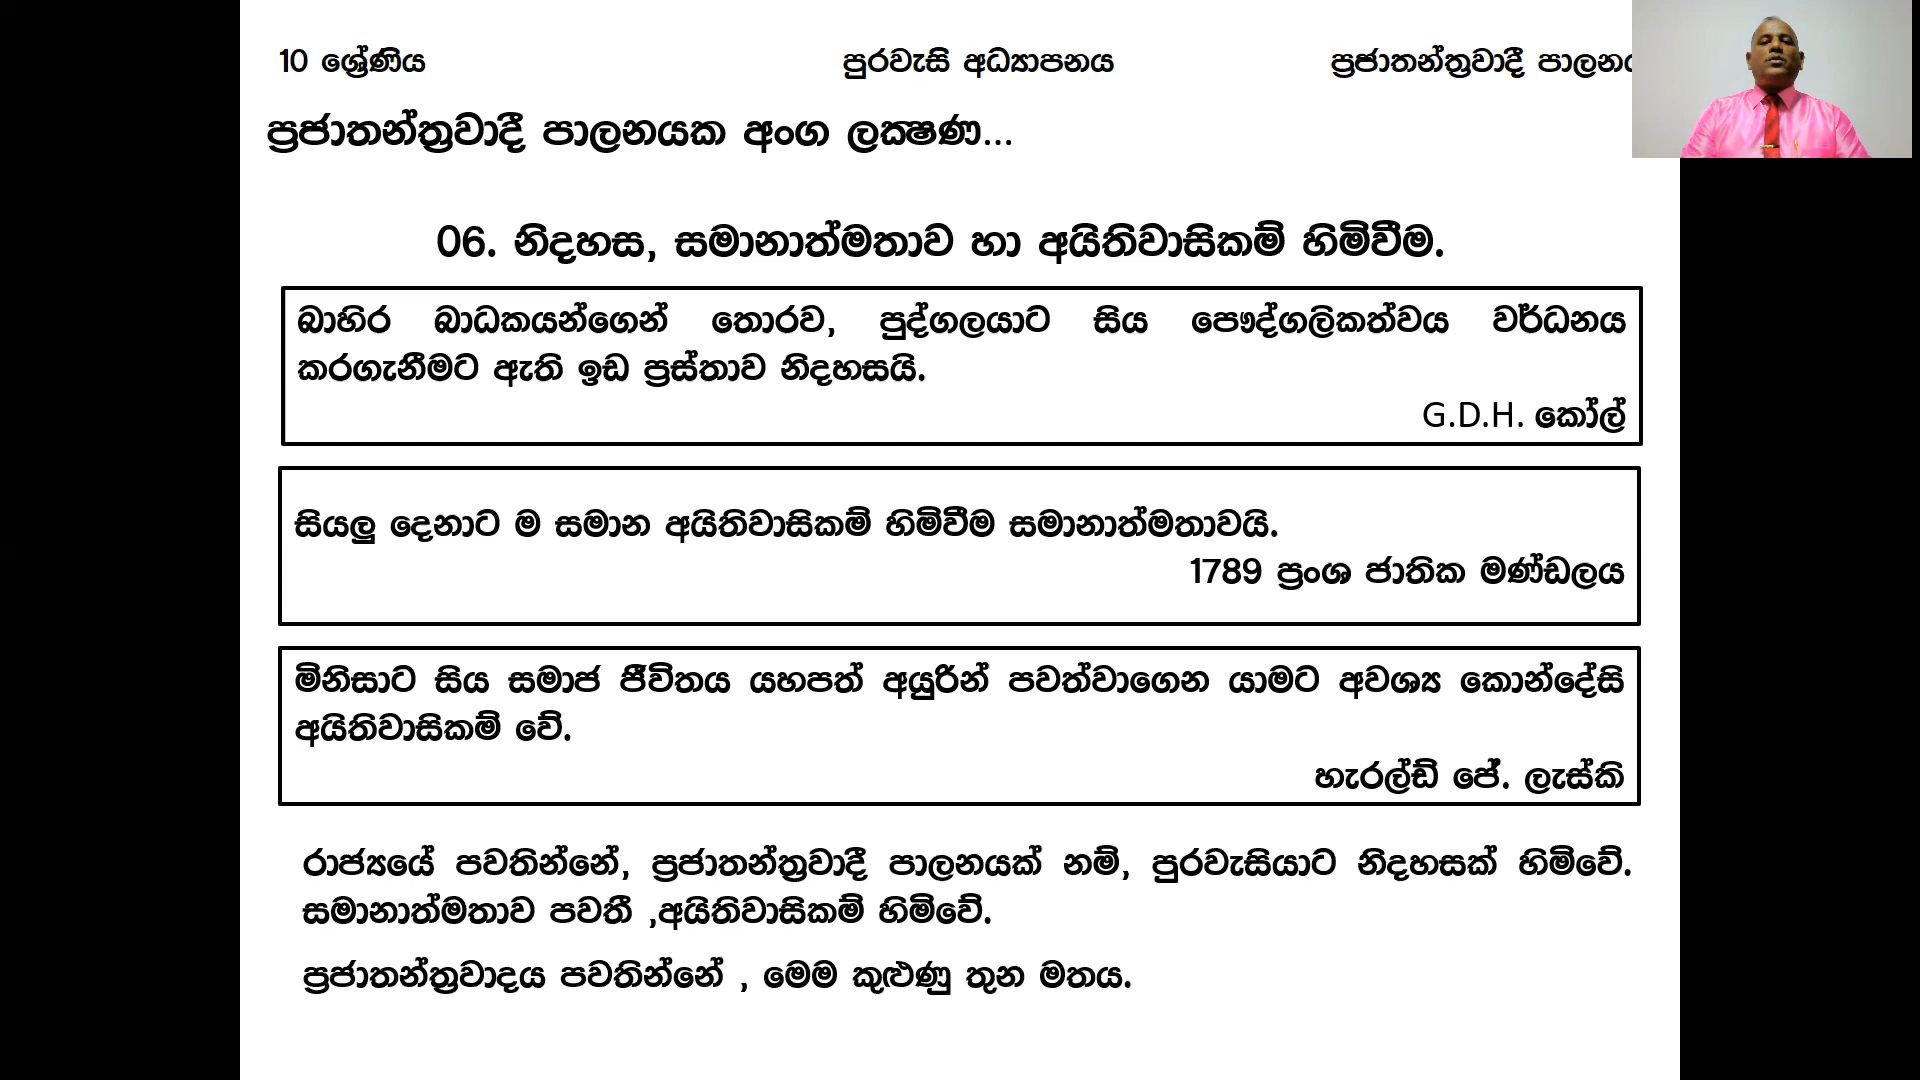 10 ශ්‍රේණිය
පුරවැසි අධ්‍යාපනය
ප්‍රජාතන්ත්‍රවාදී
ප්‍රජාතන්ත්‍රවාදී පාලනයක අංග ලක්‍ෂණ...
06. නිදහස, සමානාත්මතාව හා අයිතිවාසිකම් හිමිවීම.
බාහිර බාධකයන්ගෙන් තොරව, පුද්ගලයාට සිය පෞද්ගලිකත්වය වර්ධනය
කරගැනීමට ඇති ඉඩ ප්‍රස්තාව නිදහසයි.
G.D.H. කෝල්
සියලු දෙනාට ම සමාන අයිතිවාසිකම් හිමිවීම සමානාත්මතාවයි.
1789 ප්‍රංශ ජාතික මණ්ඩලය
මිනිසාට සිය සමාජ ජීවිතය යහපත් අයුරින් පවත්වාගෙන යාමට අවශ්‍ය කොන්දේසි
අයිතිවාසිකම් වේ.
හැරල්ඩ් පේ. ලැස්කි
රාජ්‍යයේ පවතින්නේ, ප්‍රජාතන්ත්‍රවාදී පාලනයක් නම්, පුරවැසියාට නිදහසක් හිමිවේ.
සමානාත්මතාව පවතී ,අයිතිවාසිකම් හිමිවේ.
ප්‍රජාතන්ත්‍රවාදය පවතින්නේ , මෙම කුළුණු තුන මතය.